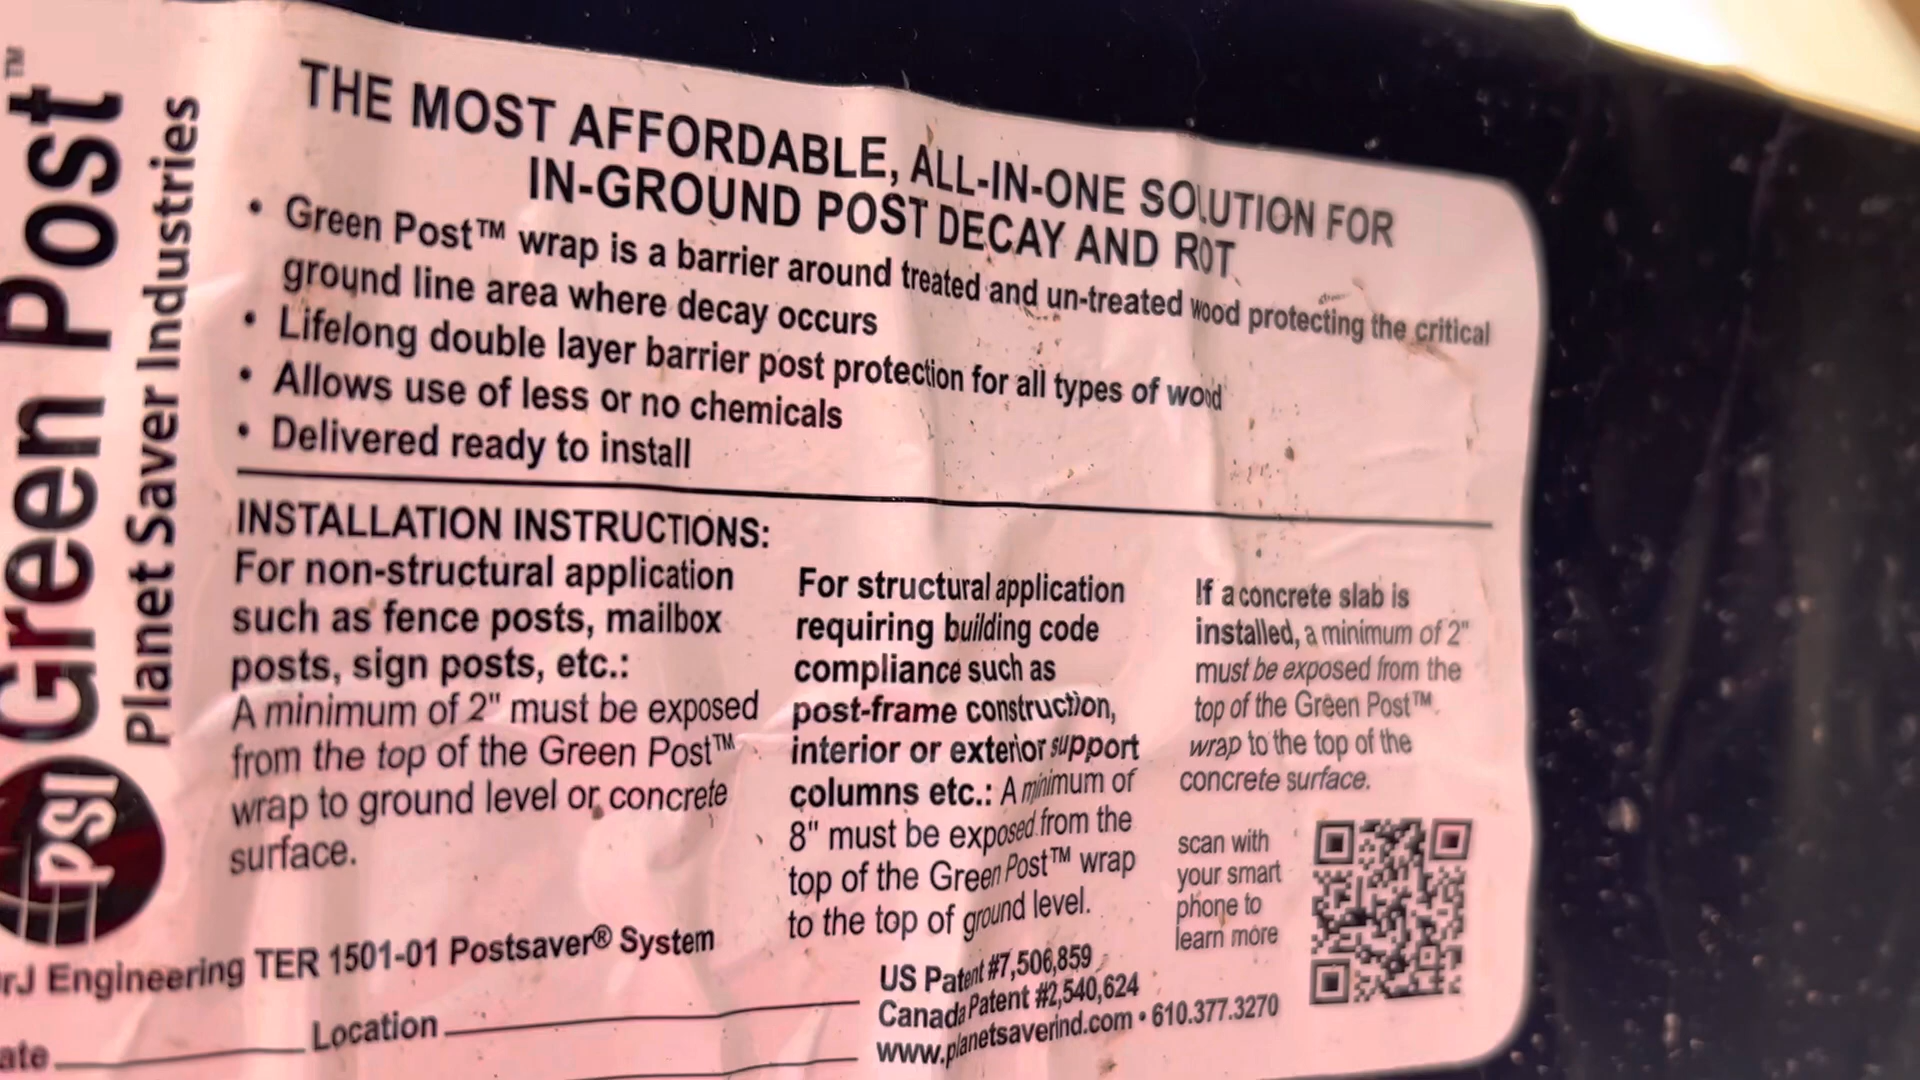 Green Post™
Planet Saver Industries
PSI
THE MOST AFFORDABLE, ALL-IN-ONE SOLUTION FOR
IN-GROUND POST DECAY AND ROT
• Green Post™ wrap is a barrier around treated and un-treated wood protecting the critical
ground line area where decay occurs
• Lifelong double layer barrier post protection for all types of wood
• Allows use of less or no chemicals
• Delivered ready to install
INSTALLATION INSTRUCTIONS:
For non-structural application
such as fence posts, mailbox
posts, sign posts, etc.:
A minimum of 2" must be exposed
from the top of the Green Post™
wrap to ground level or concrete
surface.
For structural application
requiring building code
compliance such as
post-frame construction,
interior or exterior support
columns etc.: A minimum of
8" must be exposed from the
top of the Green Post™ wrap
to the top of ground level.
If a concrete slab is
installed, a minimum of 2"
must be exposed from the
top of the Green Post™
wrap to the top of the
concrete surface.
scan with
your smart
phone to
learn more
rJ Engineering TER 1501-01 Postsaver® System
ate Location
US Patent #7,506,859
Canada Patent #2,540,624
www.planetsaverind.com • 610.377.3270